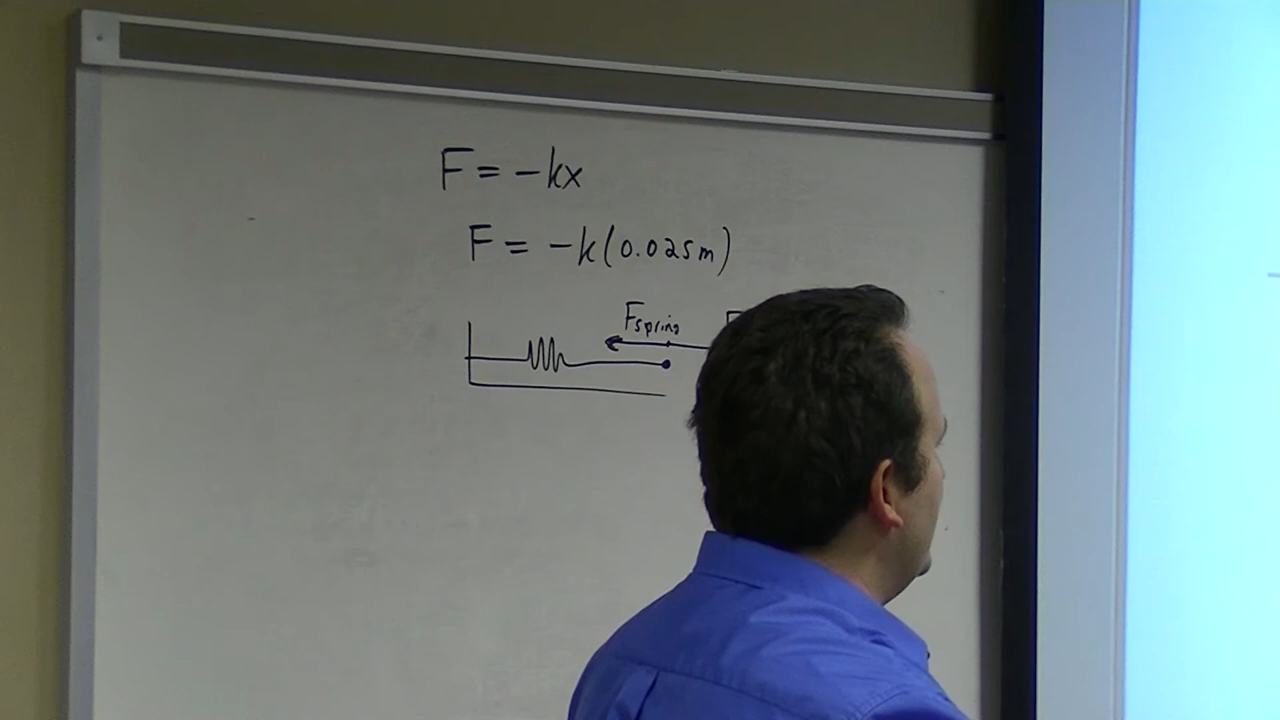 F = -kx
F = -k(0.025m)
Fspring F